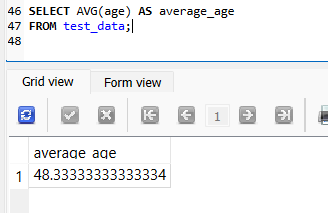 46 SELECT AVG(age) AS average_age
47 FROM test_data;
48
Grid view Form view
1
average_age
1 48.33333333333334